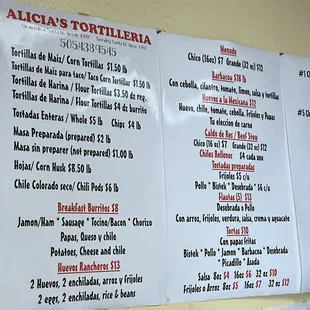 ALICIA'S TORTILLERIA
5054384545
Tortillas de Maiz/ Corn Tortillas $1.50 lb
Tortillas de Maiz para taco/ Taco Corn Tortillas $1.50 lb
Tortillas de Harina / Flour Tortillas $3.50 dz reg.
Tortillas de Harina / Flour Tortillas $4 dz burrito
Tostadas Enteras / Whole $5 lb Chips $4 lb
Masa Preparada (prepared) $2 lb
Masa sin preparar (not prepared) $1.00 lb
Hojas/ Corn Husk $8.50 lb
Chile Colorado seco/ Chili Pods $6 lb
Breakfast Burritos $8
Jamon/Ham * Sausage * Tocino/Bacon * Chorizo
Papas, Queso y chile
Potatoes, Cheese and chile
Huevos Rancheros $13
2 Huevos, 2 enchiladas, arroz y frijoles
2 eggs, 2 enchiladas, rice & beans
Menudo
Chico (16oz) $7 Grande (32 oz) $12
Barbacoa $18 lb
Con cebolla, cilantro, tomate, limon, salsa y tortillas
Huevos a la Mexicana $12
Huevo, chile, tomate, cebolla, Frijoles y Papas
Tu eleccion de carne
Caldo de Res / Beef Stew
Chico (16 oz) $7 Grande (32 oz) $12
Chiles Rellenos $4 cada uno
Tostadas preparadas
Frijoles $5 c/u
Pollo * Bistek * Desebrada * $6 c/u
Flautas (5) $13
Desebrada o Pollo
Con arroz, frijoles, verdura, salsa, crema y aguacate
Tortas $10
Con papas fritas
Bistek * Pollo * Jamon * Barbacoa * Desebrada
* Picadillo * Asada
Salsa 8oz $4 16oz $6 32 oz $10
Frijoles o Arroz 8oz $5 16oz $7 32oz $12